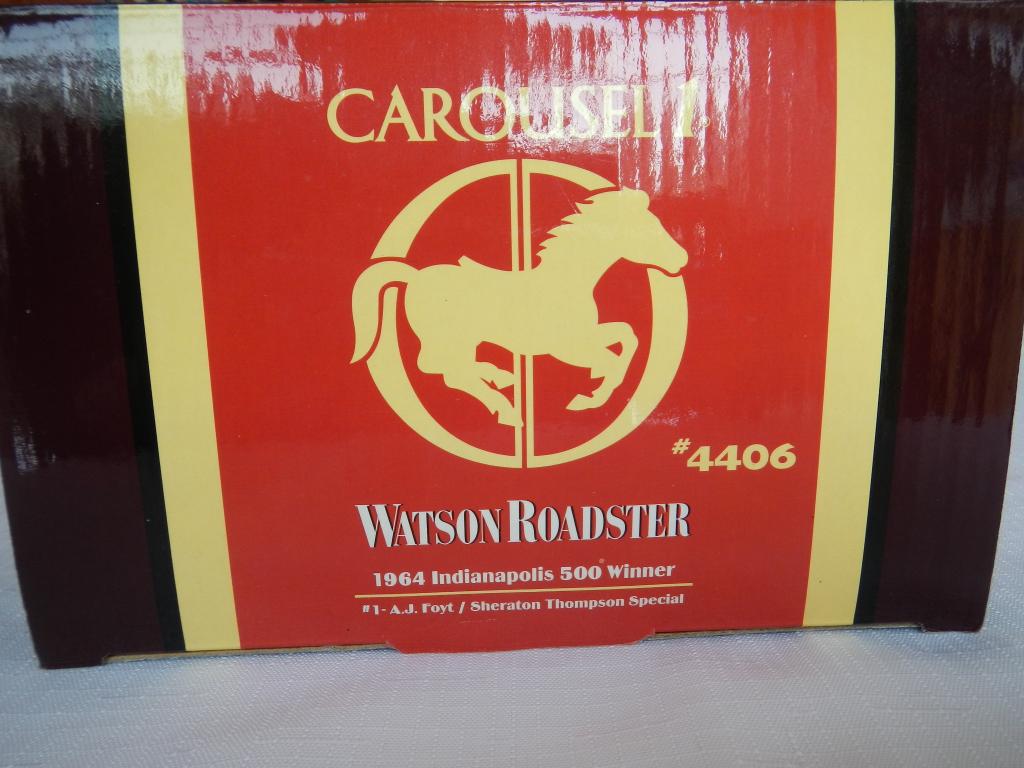 CAROUSEL 1
#4406
WATSON ROADSTER
1964 Indianapolis 500 Winner
#1- A.J. Foyt / Sheraton Thompson Special